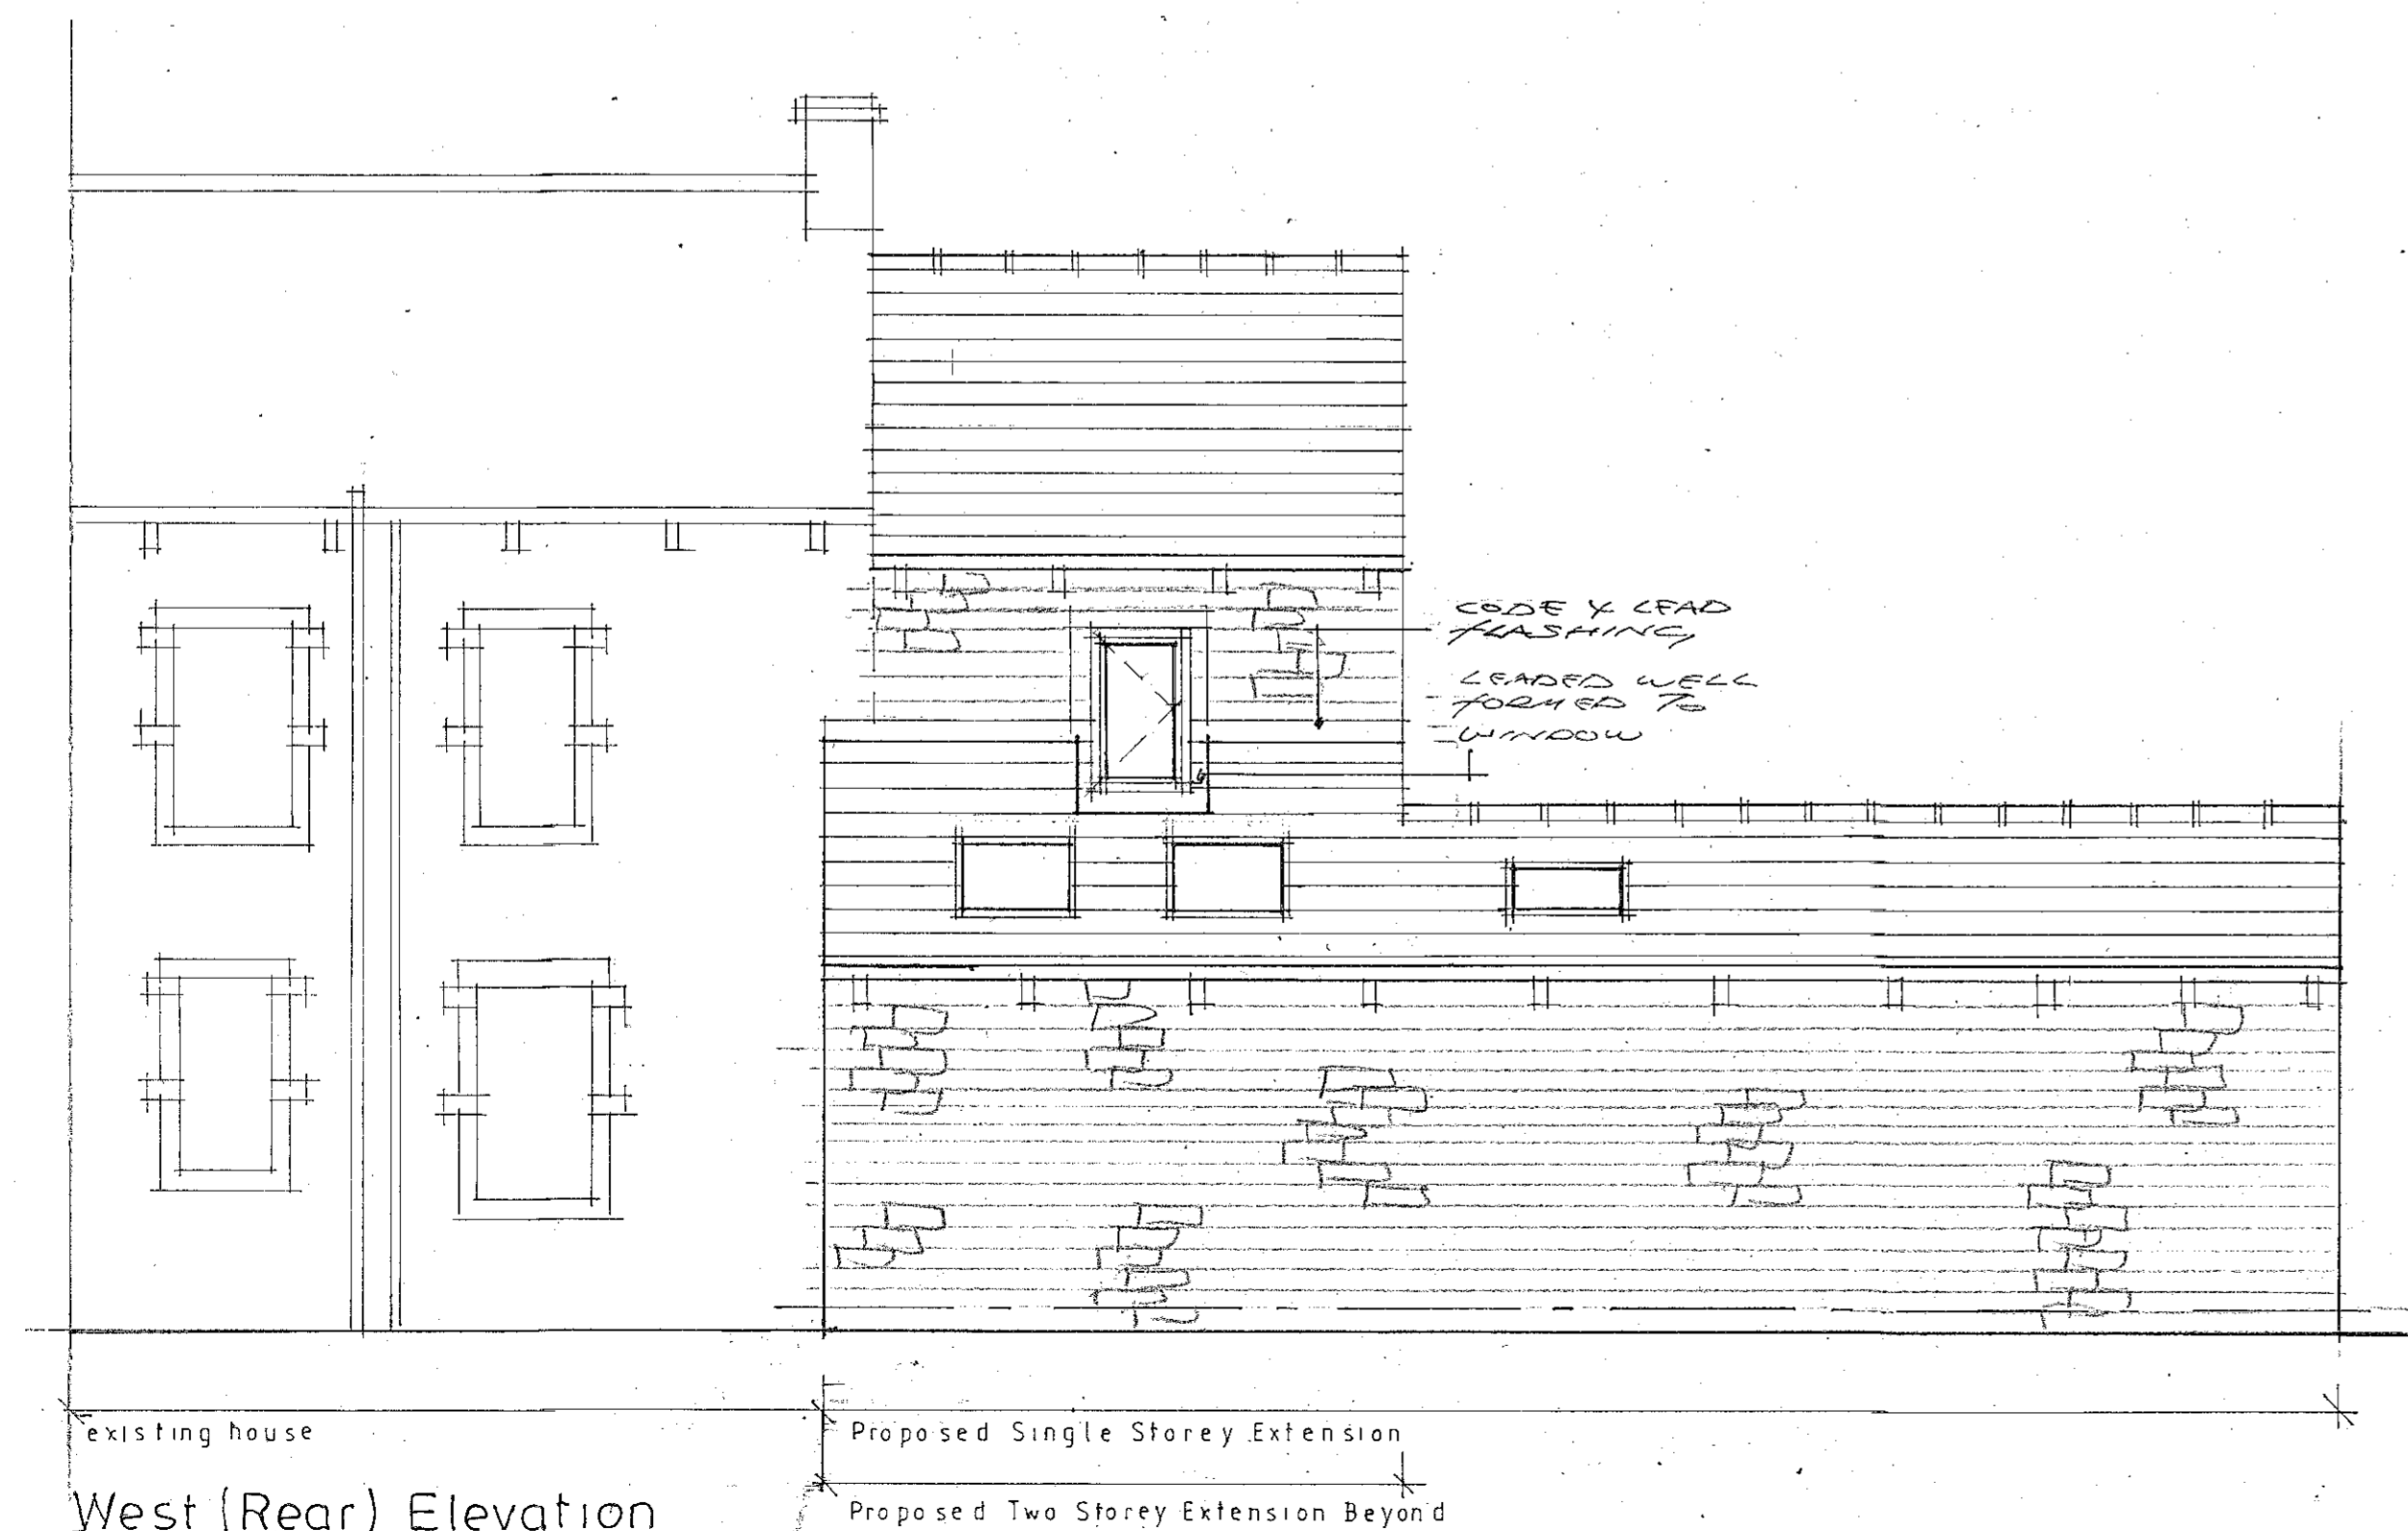 CODE 4 LEAD
FLASHING
LEADED WELL
FORMED TO
WINDOW
existing house
Proposed Single Storey Extension
West (Rear) Elevation
Proposed Two Storey Extension Beyond